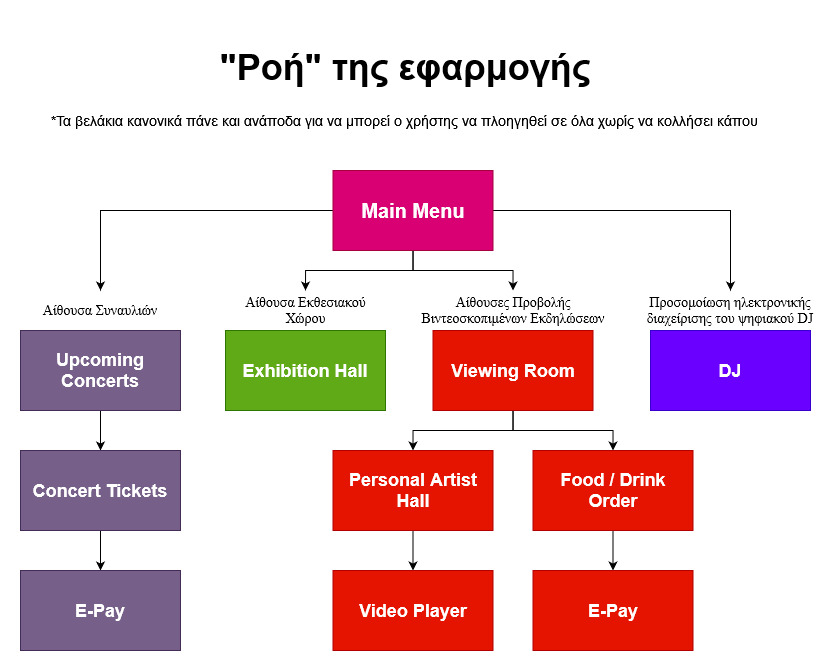 "Ροή" της εφαρμογής
*Τα βελάκια κανονικά πάνε και ανάποδα για να μπορεί ο χρήστης να πλοηγηθεί σε όλα χωρίς να κολλήσει κάπου
Main Menu
Αίθουσα Συναυλιών
Αίθουσα Εκθεσιακού
Χώρου
Αίθουσες Προβολής
Βιντεοσκοπιμένων Εκδηλώσεων
Προσομοίωση ηλεκτρονικής
διαχείρισης του ψηφιακού DJ
Upcoming
Concerts
Exhibition Hall
Viewing Room
DJ
Concert Tickets
Personal Artist
Hall
Food / Drink
Order
E-Pay
Video Player
E-Pay